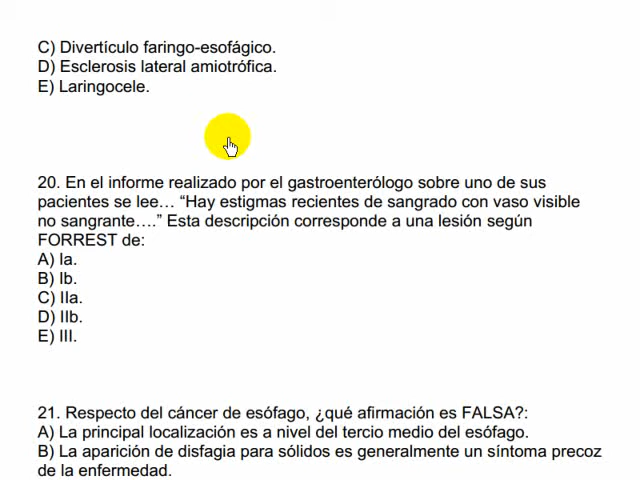 C) Divertículo faringo-esofágico.
D) Esclerosis lateral amiotrófica.
E) Laringocele.
20. En el informe realizado por el gastroenterólogo sobre uno de sus
pacientes se lee… “Hay estigmas recientes de sangrado con vaso visible
no sangrante….” Esta descripción corresponde a una lesión según
FORREST de:
A) Ia.
B) Ib.
C) IIa.
D) IIb.
E) III.
21. Respecto del cáncer de esófago, ¿qué afirmación es FALSA?:
A) La principal localización es a nivel del tercio medio del esófago.
B) La aparición de disfagia para sólidos es generalmente un síntoma precoz
de la enfermedad.